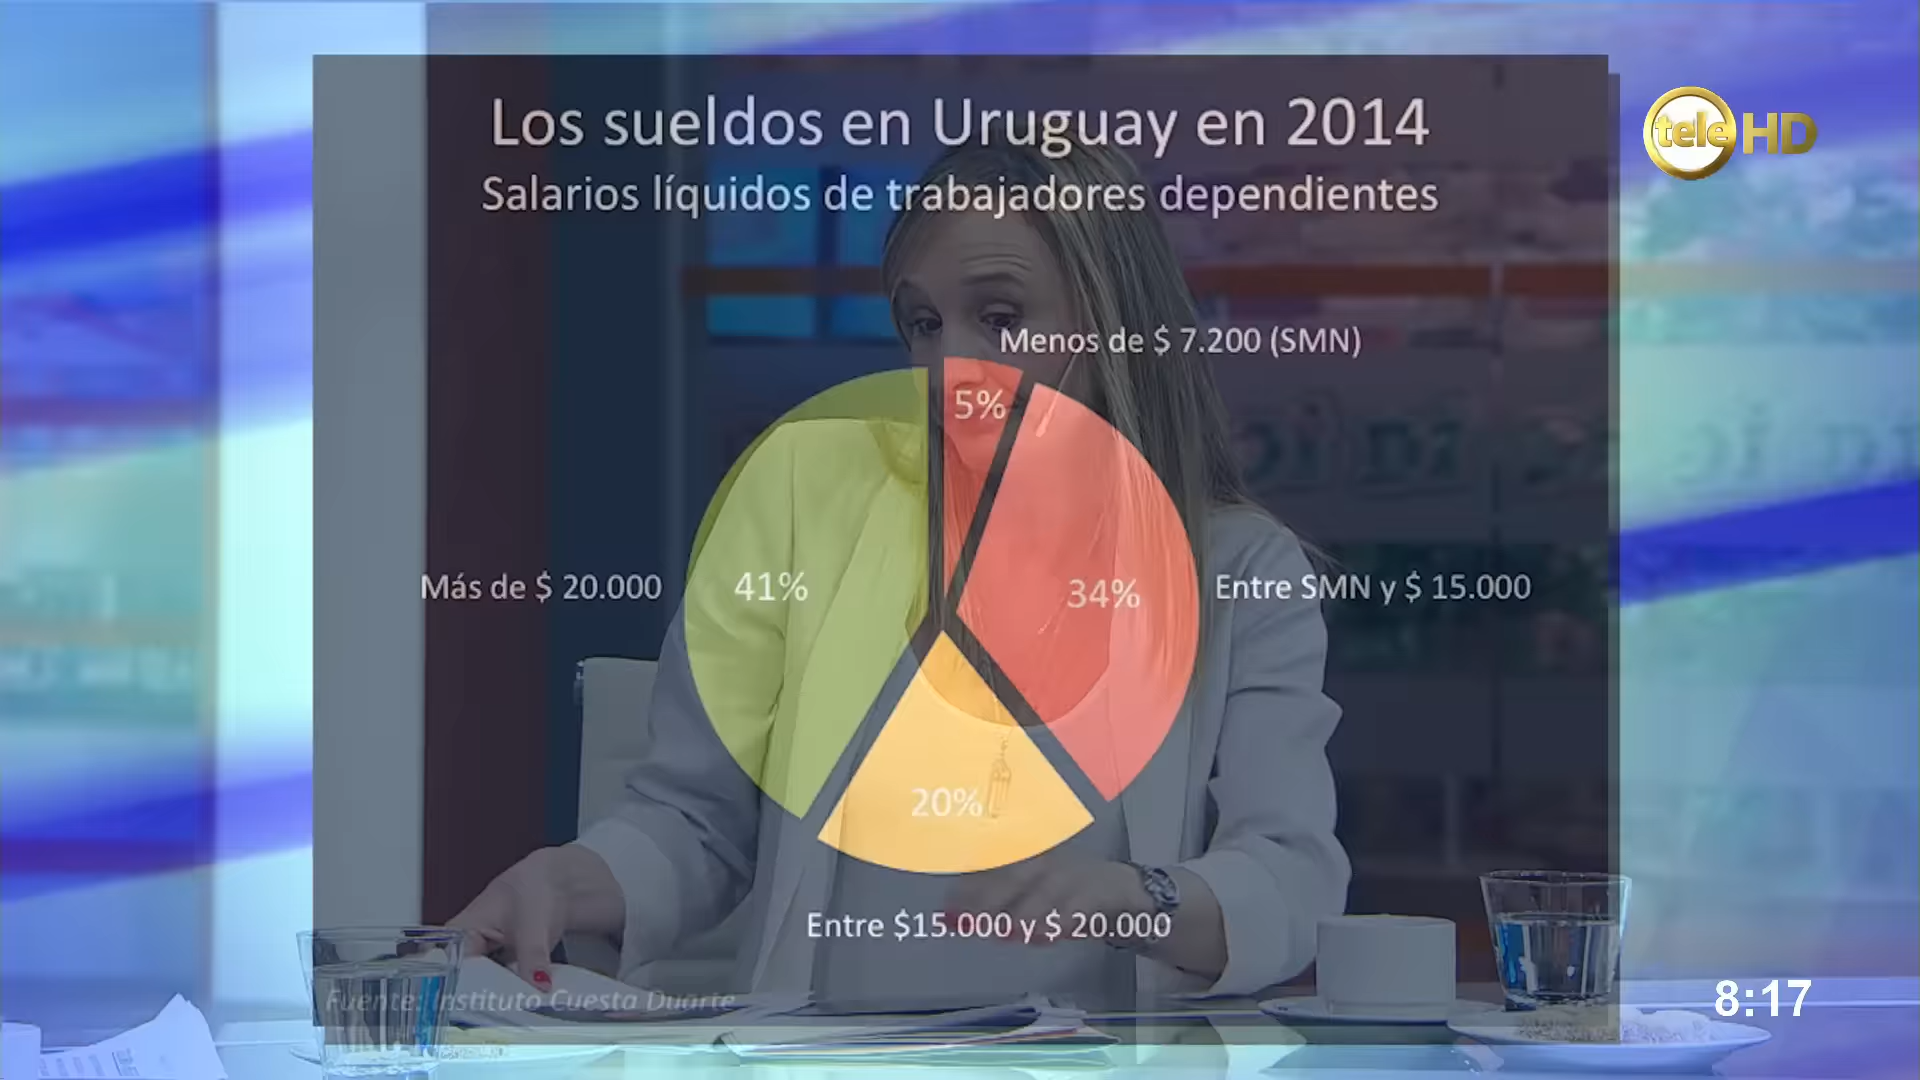 Los sueldos en Uruguay en 2014
tele HD
Salarios líquidos de trabajadores dependientes
Menos de $ 7.200 (SMN)
5%
Más de $ 20.000
41%
34%
Entre SMN y $ 15.000
20%
Entre $15.000 y $ 20.000
Fuente: Instituto Cuesta Duarte
8:17